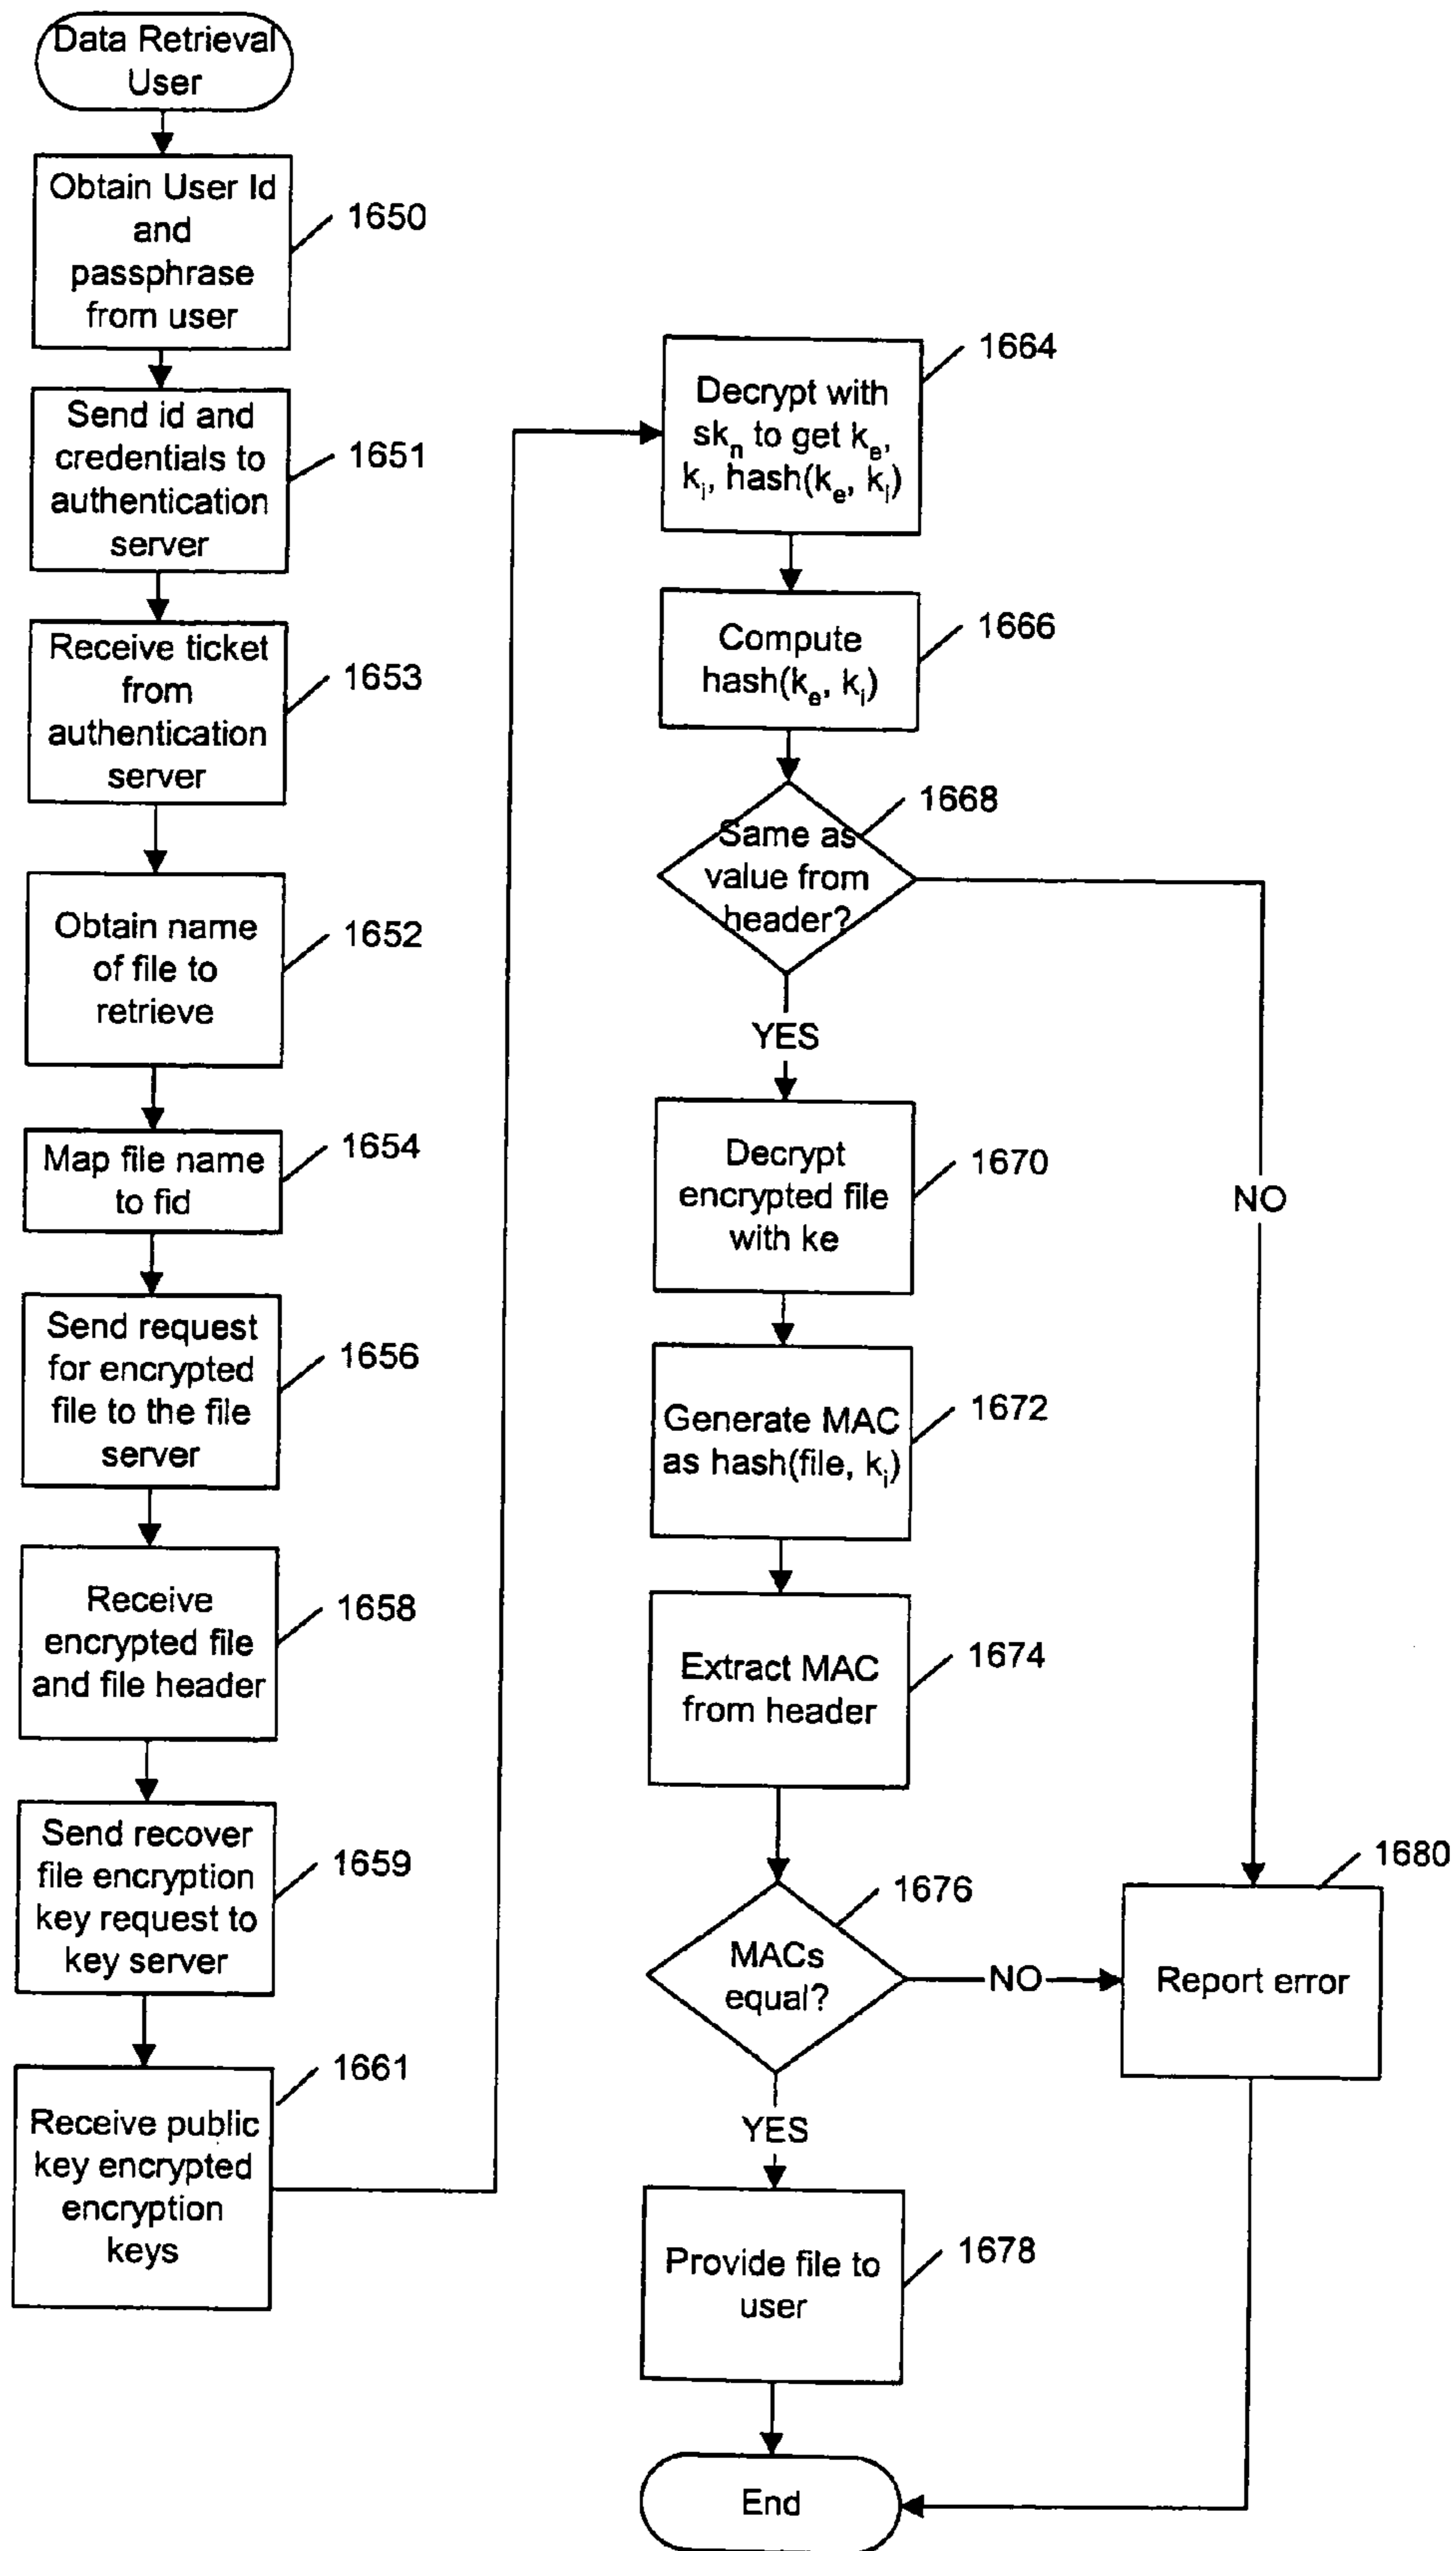 Data Retrieval
User
Obtain User Id
and
passphrase
from user
1650
Send id and
credentials to
authentication
server
1651
Receive ticket
from
authentication
server
1653
Obtain name
of file to
retrieve
1652
Map file name
to fid
1654
Send request
for encrypted
file to the file
server
1656
Receive
encrypted file
and file header
1658
Send recover
file encryption
key request to
key server
1659
Receive public
key encrypted
encryption
keys
1661
Decrypt with
skn to get ke,
ki, hash(ke, ki)
1664
Compute
hash(ke, ki)
1666
Same as
value from
header?
1668
YES
NO
Decrypt
encrypted file
with ke
1670
Generate MAC
as hash(file, ki)
1672
Extract MAC
from header
1674
MACs
equal?
1676
NO
Report error
1680
YES
Provide file to
user
1678
End